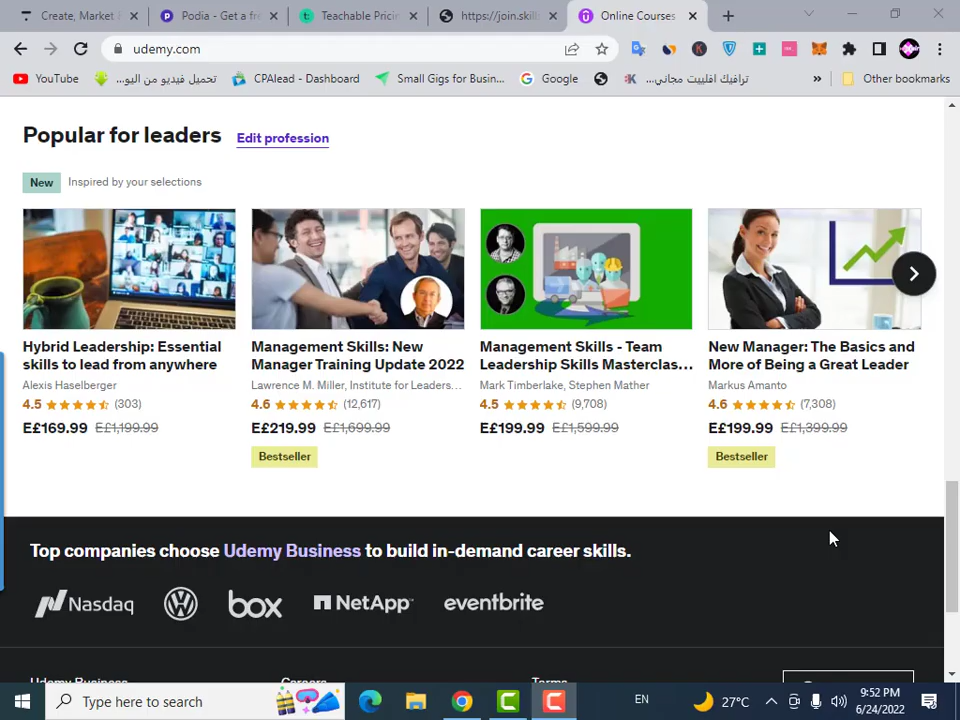 Create, Market
Podia - Get a fre
Teachable Pricin
https://join.skill
Online Courses
udemy.com
YouTube
تحميل فيديو من اليو...
CPAlead - Dashboard
Small Gigs for Busin...
Google
ترافيك افلييت مجاني...
Other bookmarks
Popular for leaders
Edit profession
New
Inspired by your selections
Hybrid Leadership: Essential
skills to lead from anywhere
Alexis Haselberger
4.5 (303)
E£169.99 E£1,199.99
Management Skills: New
Manager Training Update 2022
Lawrence M. Miller, Institute for Leaders...
4.6 (12,617)
E£219.99 E£1,699.99
Bestseller
Management Skills - Team
Leadership Skills Masterclas...
Mark Timberlake, Stephen Mather
4.5 (9,708)
E£199.99 E£1,599.99
New Manager: The Basics and
More of Being a Great Leader
Markus Amanto
4.6 (7,308)
E£199.99 E£1,399.99
Bestseller
Top companies choose Udemy Business to build in-demand career skills.
Nasdaq
box
NetApp
eventbrite
Udemy Business
Careers
Terms
Type here to search
EN
27°C
9:52 PM
6/24/2022